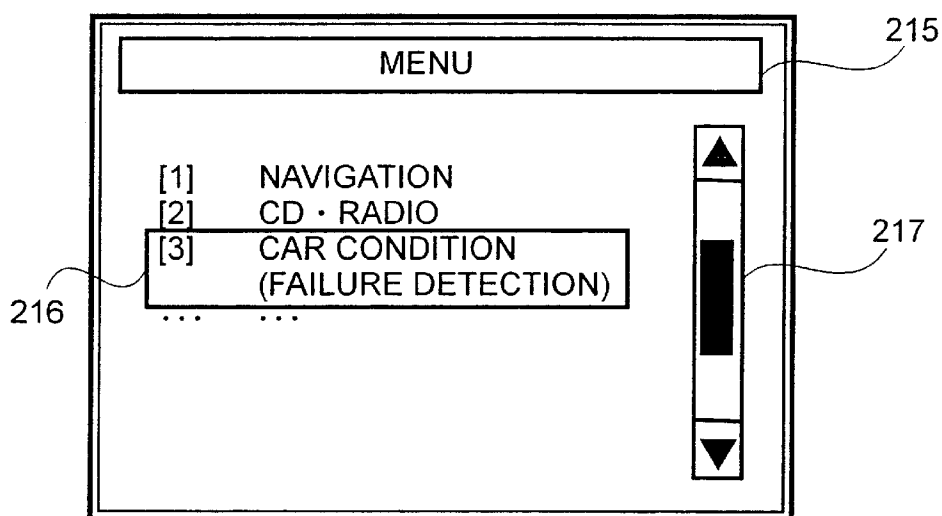 MENU
215
[1] NAVIGATION
[2] CD・RADIO
[3] CAR CONDITION
(FAILURE DETECTION)
... ...
216
217